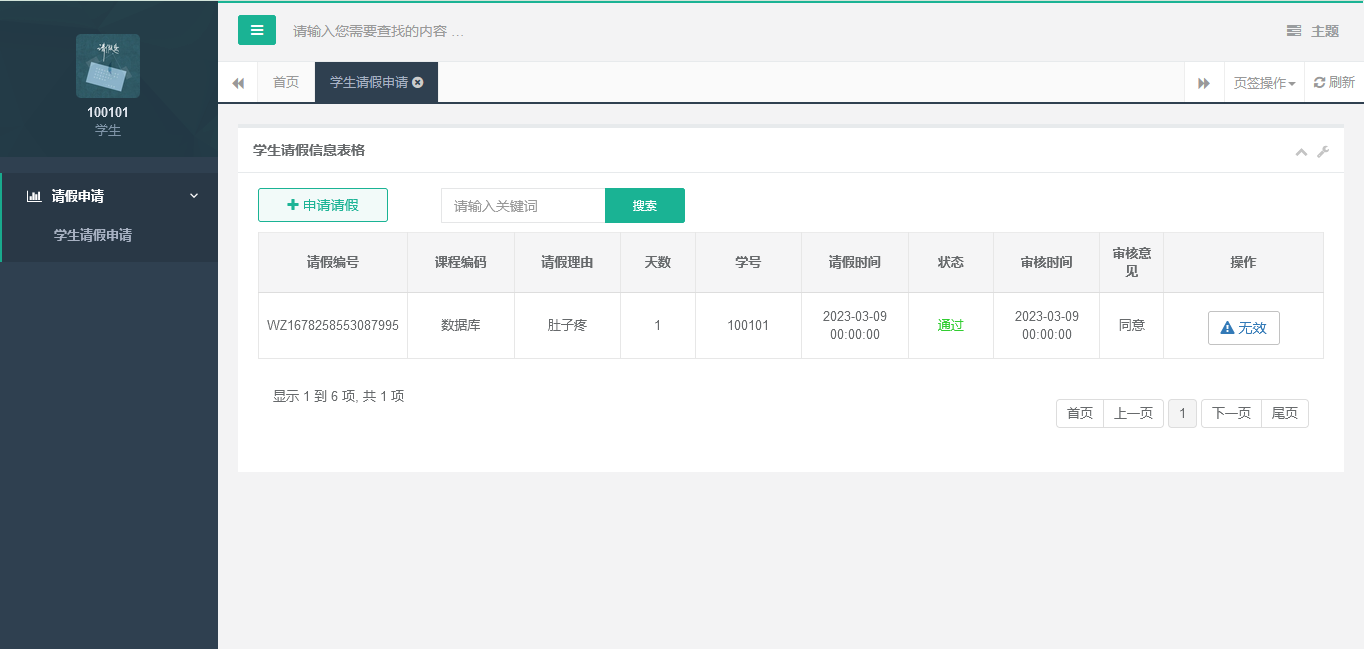 请假条
100101
学生
请假申请
学生请假申请
请输入您需要查找的内容 …
主题
首页
学生请假申请
页签操作
刷新
学生请假信息表格
申请请假
请输入关键词
搜索
请假编号 课程编码 请假理由 天数 学号 请假时间 状态 审核时间 审核意见 操作
WZ1678258553087995 数据库 肚子疼 1 100101 2023-03-09 00:00:00 通过 2023-03-09 00:00:00 同意 无效
显示 1 到 6 项, 共 1 项
首页 上一页 1 下一页 尾页